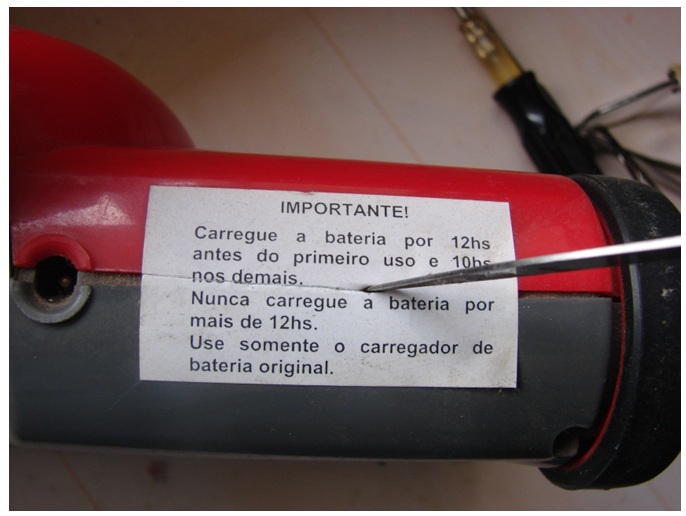 IMPORTANTE!
Carregue a bateria por 12hs
antes do primeiro uso e 10hs
nos demais.
Nunca carregue a bateria por
mais de 12hs.
Use somente o carregador de
bateria original.